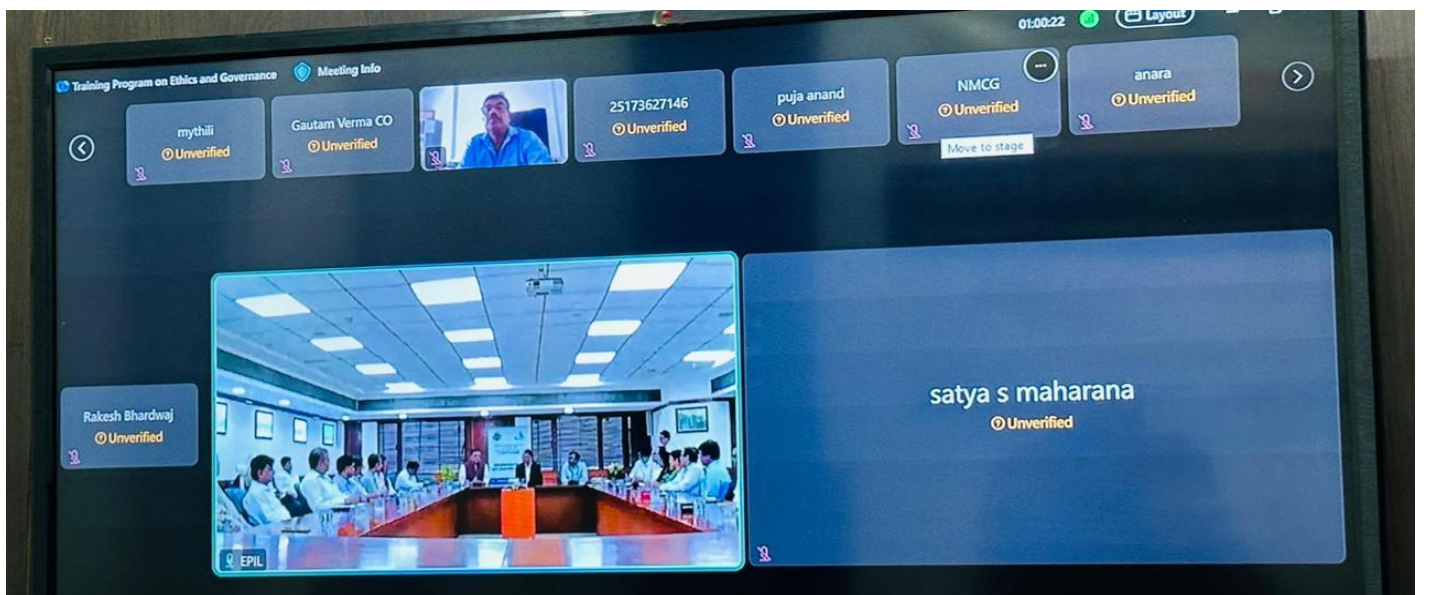 01:00:22
Layout
Training Program on Ethics and Governance
Meeting Info
mythili
Unverified
Gautam Verma CO
Unverified
25173627146
Unverified
puja anand
Unverified
NMCG
Unverified
Move to stage
anara
Unverified
Rakesh Bhardwaj
Unverified
EPIL
satya s maharana
Unverified